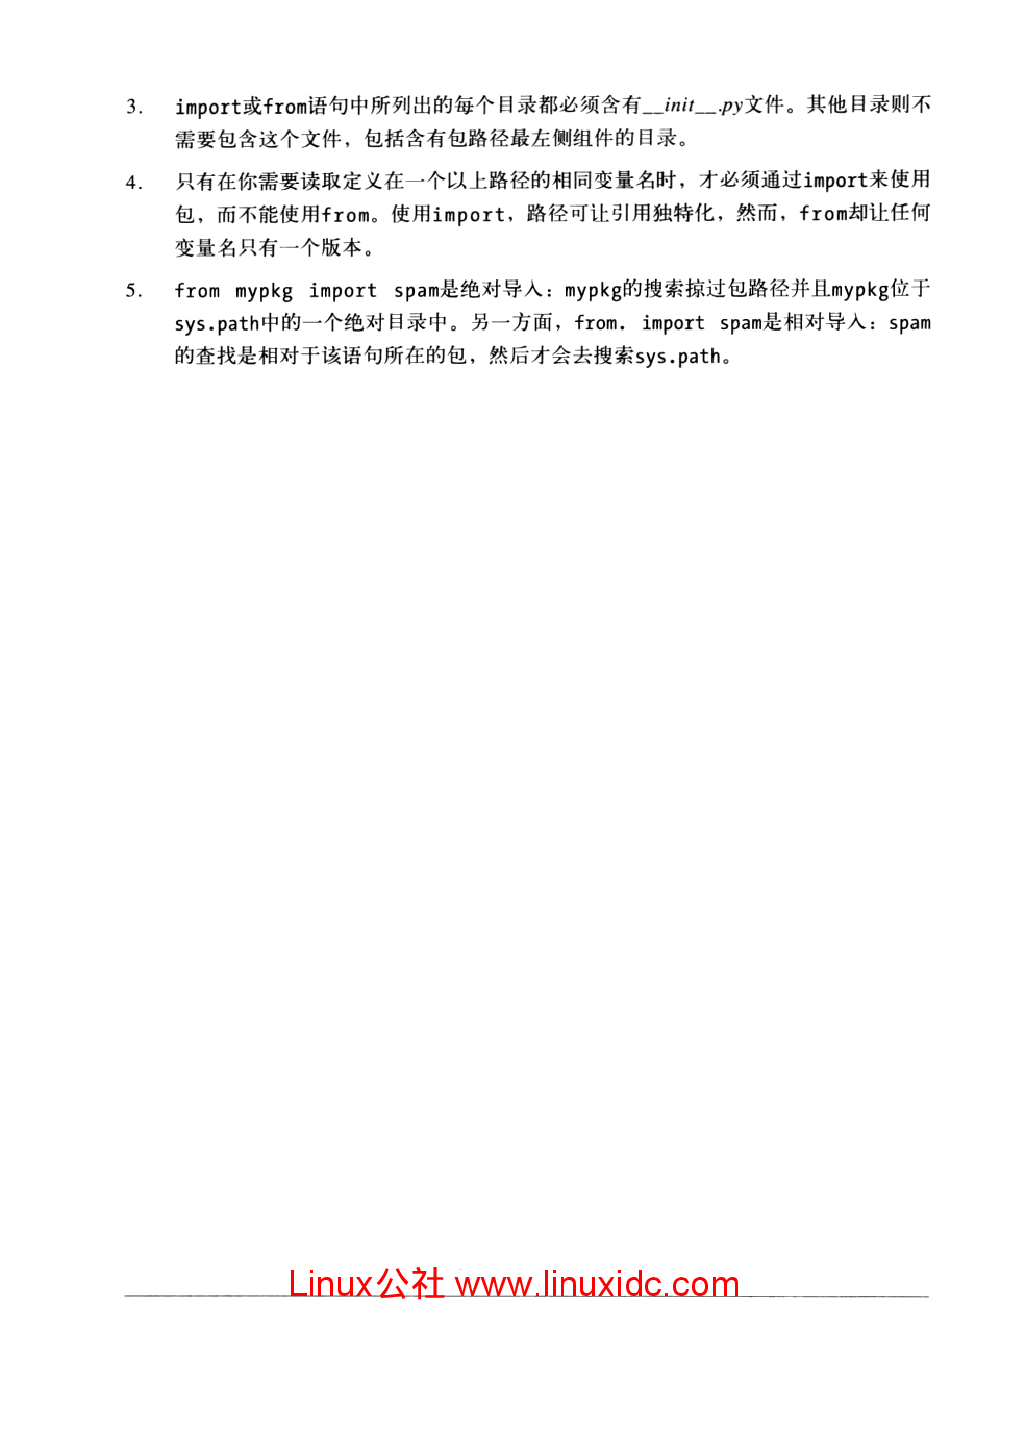 3. import或from语句中所列出的每个目录都必须含有__init__.py文件。其他目录则不
需要包含这个文件，包括含有包路径最左侧组件的目录。
4. 只有在你需要读取定义在一个以上路径的相同变量名时，才必须通过import来使用
包，而不能使用from。使用import，路径可让引用独特化，然而，from却让任何
变量名只有一个版本。
5. from mypkg import spam是绝对导入：mypkg的搜索掠过包路径并且mypkg位于
sys.path中的一个绝对目录中。另一方面，from. import spam是相对导入：spam
的查找是相对于该语句所在的包，然后才会去搜索sys.path。
Linux公社 www.linuxidc.com